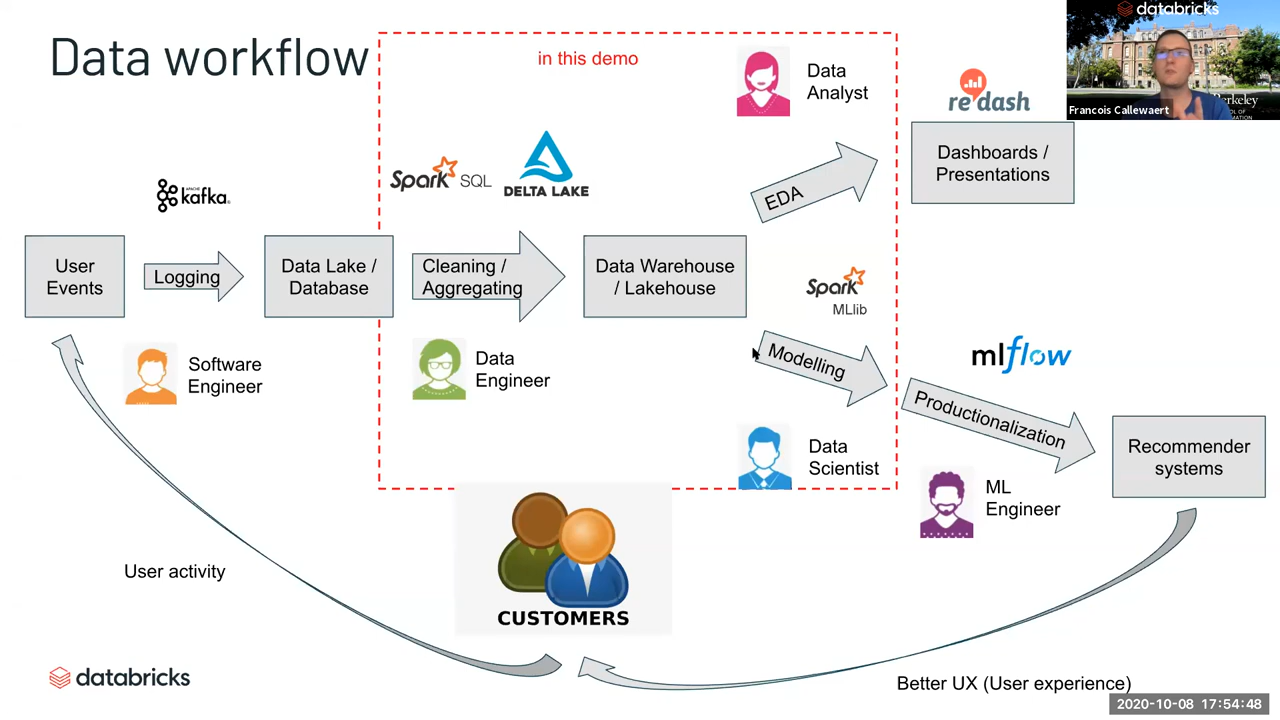 Data workflow
in this demo
Data
Analyst
re:dash
Dashboards /
Presentations
databricks
Francois Callewaert
Berkeley
APACHE
kafka
Spark SQL
DELTA LAKE
EDA
User
Events
Logging
Data Lake /
Database
Cleaning /
Aggregating
Data Warehouse
/ Lakehouse
Spark
MLlib
Software
Engineer
Data
Engineer
Modelling
mlflow
Productionalization
Recommender
systems
Data
Scientist
ML
Engineer
User activity
CUSTOMERS
databricks
Better UX (User experience)
2020-10-08 17:54:48